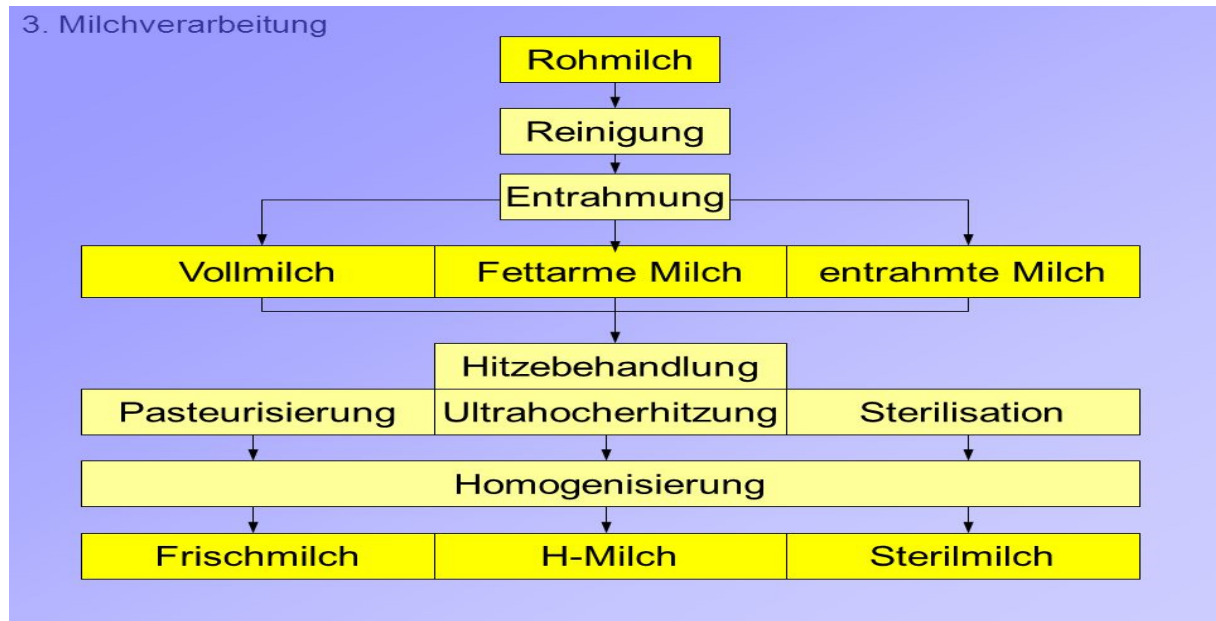 3. Milchverarbeitung
Rohmilch
Reinigung
Entrahmung
Vollmilch
Fettarme Milch
entrahmte Milch
Hitzebehandlung
Pasteurisierung
Ultrahocherhitzung
Sterilisation
Homogenisierung
Frischmilch
H-Milch
Sterilmilch